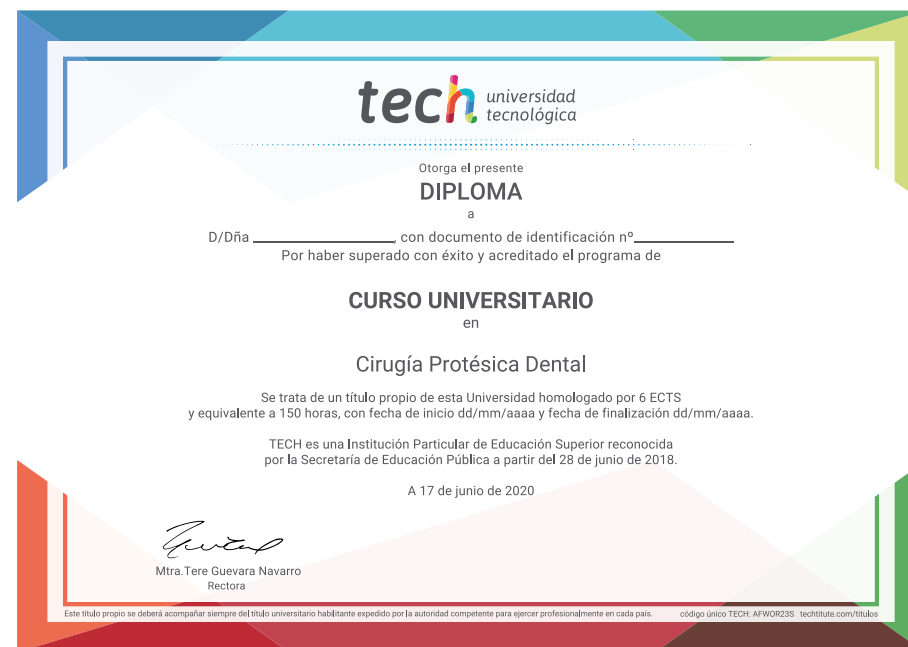 tech universidad
tecnológica
Otorga el presente
DIPLOMA
a
D/Dña ____________________, con documento de identificación nº______________
Por haber superado con éxito y acreditado el programa de
CURSO UNIVERSITARIO
en
Cirugía Protésica Dental
Se trata de un título propio de esta Universidad homologado por 6 ECTS
y equivalente a 150 horas, con fecha de inicio dd/mm/aaaa y fecha de finalización dd/mm/aaaa.
TECH es una Institución Particular de Educación Superior reconocida
por la Secretaría de Educación Pública a partir del 28 de junio de 2018.
A 17 de junio de 2020
Mtra.Tere Guevara Navarro
Rectora
Este título propio se deberá acompañar siempre del título universitario habilitante expedido por la autoridad competente para ejercer profesionalmente en cada país. código único TECH: AFWOR23S techtitute.com/titulos